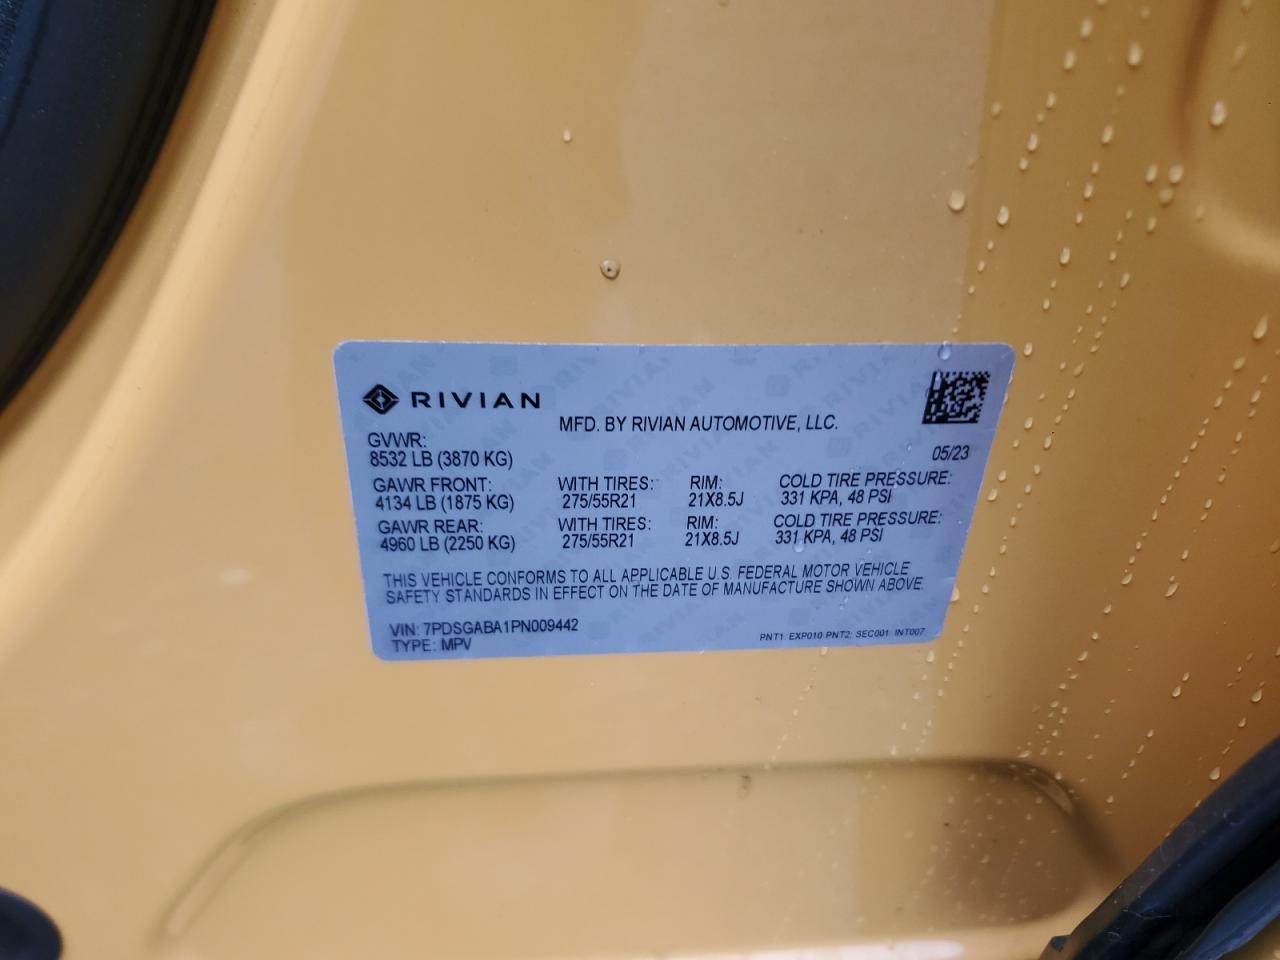 RIVIAN
MFD. BY RIVIAN AUTOMOTIVE, LLC.
GVWR:
8532 LB (3870 KG)
05/23
GAWR FRONT: WITH TIRES: RIM: COLD TIRE PRESSURE:
4134 LB (1875 KG) 275/55R21 21X8.5J 331 KPA, 48 PSI
GAWR REAR: WITH TIRES: RIM: COLD TIRE PRESSURE:
4960 LB (2250 KG) 275/55R21 21X8.5J 331 KPA, 48 PSI
THIS VEHICLE CONFORMS TO ALL APPLICABLE U.S. FEDERAL MOTOR VEHICLE
SAFETY STANDARDS IN EFFECT ON THE DATE OF MANUFACTURE SHOWN ABOVE.
VIN: 7PDSGABA1PN009442
TYPE: MPV
PNT1: EXP010 PNT2: SEC001 INT007